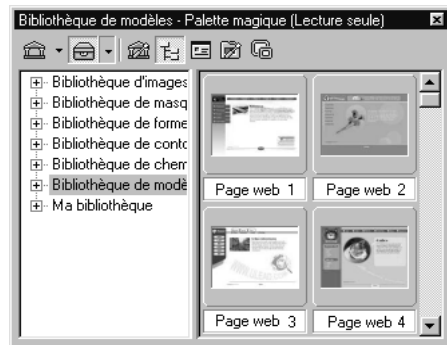 Bibliothèque de modèles - Palette magique (Lecture seule)
Bibliothèque d'images
Bibliothèque de masq
Bibliothèque de forme
Bibliothèque de contc
Bibliothèque de chem
Bibliothèque de modè
Ma bibliothèque
Page web 1
Page web 2
Page web 3
Page web 4